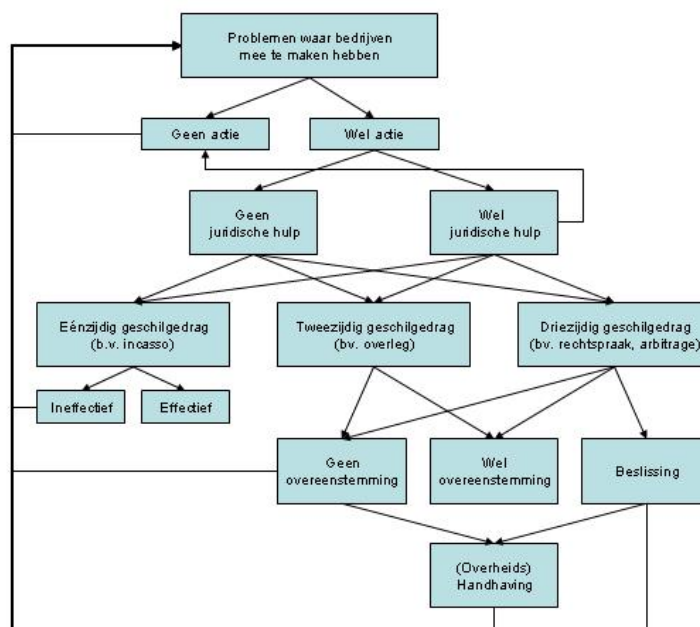 Problemen waar bedrijven
mee te maken hebben
Geen actie
Wel actie
Geen
juridische hulp
Wel
juridische hulp
Eénzijdig geschilgedrag
(b.v. incasso)
Tweezijdig geschilgedrag
(bv. overleg)
Driezijdig geschilgedrag
(bv. rechtspraak, arbitrage)
Ineffectief
Effectief
Geen
overeenstemming
Wel
overeenstemming
Beslissing
(Overheids)
Handhaving